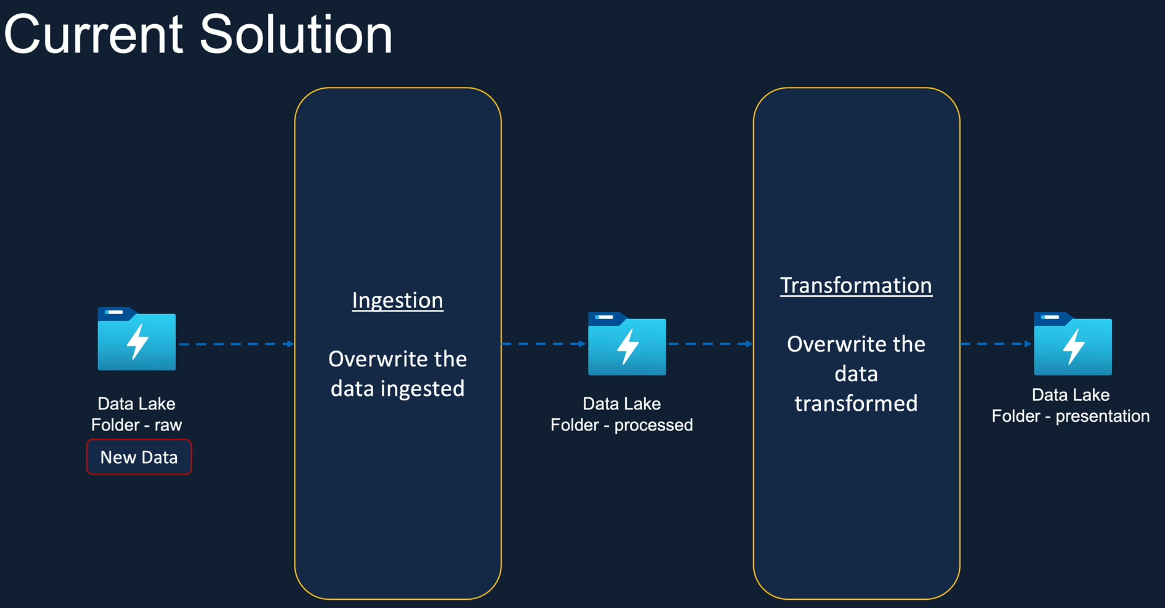 Current Solution
Ingestion
Overwrite the
data ingested
Transformation
Overwrite the
data
transformed
Data Lake
Folder - raw
New Data
Data Lake
Folder - processed
Data Lake
Folder - presentation